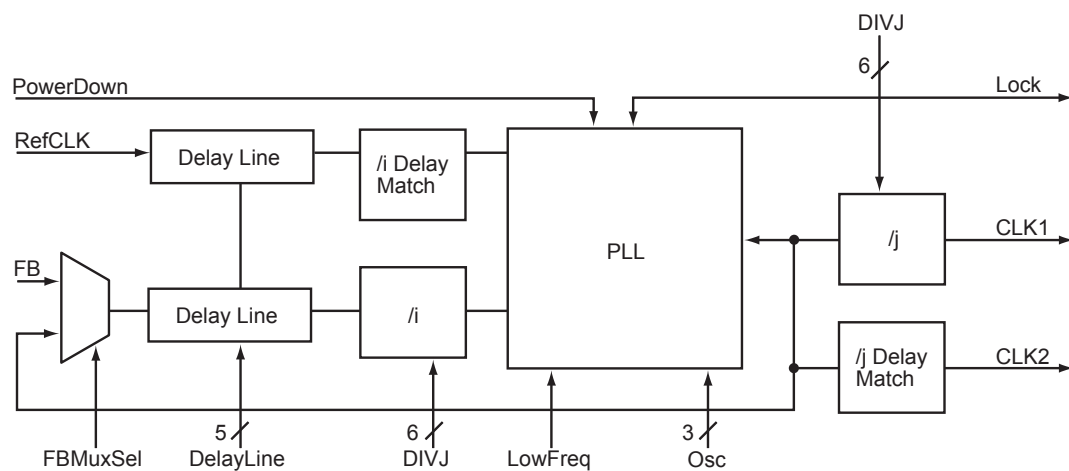 DIVJ
6
PowerDown
Lock
RefCLK
Delay Line
/i Delay
Match
/j
CLK1
PLL
FB
Delay Line
/i
/j Delay
Match
CLK2
5
6
3
FBMuxSel
DelayLine
DIVJ
LowFreq
Osc